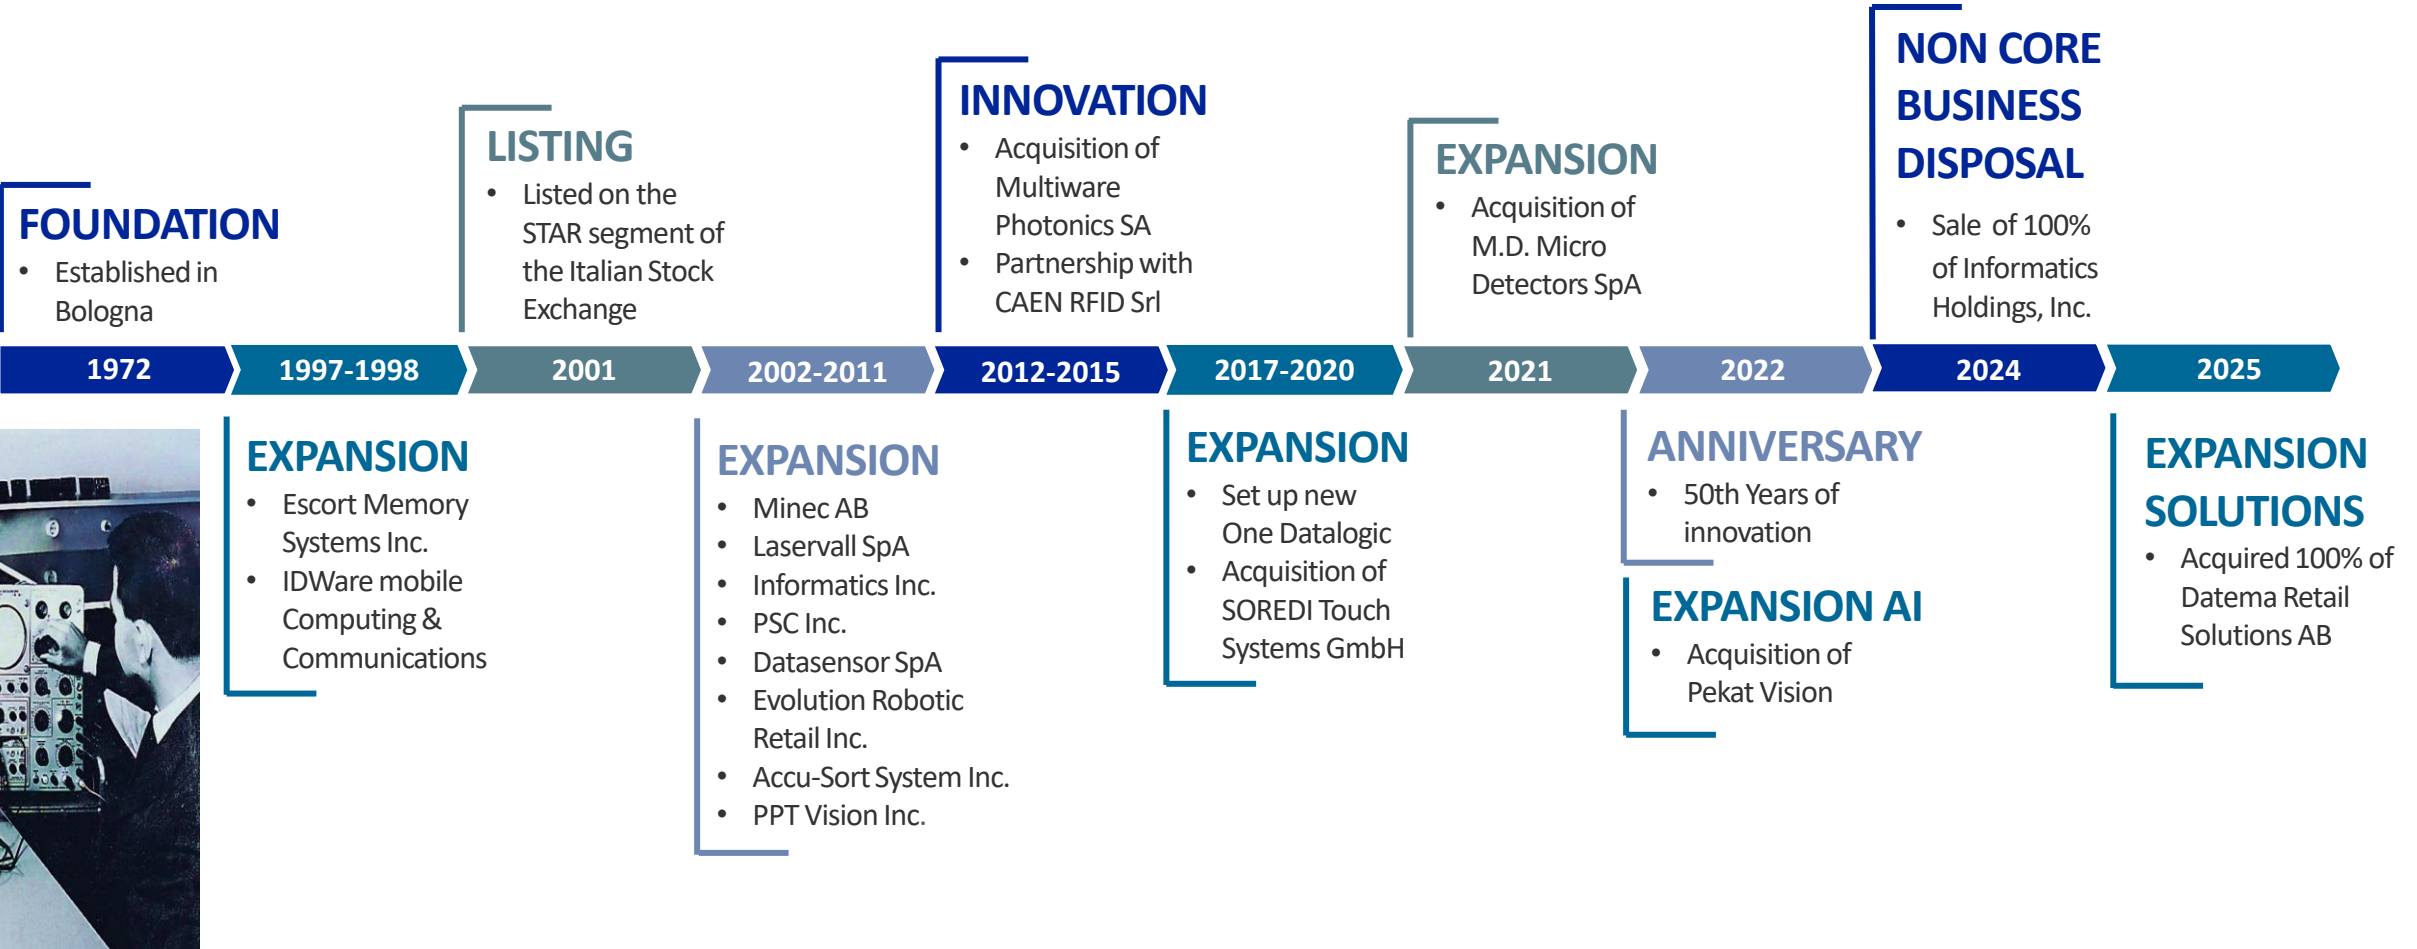 FOUNDATION
• Established in
Bologna
LISTING
• Listed on the
STAR segment of
the Italian Stock
Exchange
INNOVATION
• Acquisition of
Multiware
Photonics SA
• Partnership with
CAEN RFID Srl
EXPANSION
• Acquisition of
M.D. Micro
Detectors SpA
NON CORE
BUSINESS
DISPOSAL
• Sale of 100%
of Informatics
Holdings, Inc.
1972
1997-1998
2001
2002-2011
2012-2015
2017-2020
2021
2022
2024
2025
EXPANSION
• Escort Memory
Systems Inc.
• IDWare mobile
Computing &
Communications
EXPANSION
• Minec AB
• Laservall SpA
• Informatics Inc.
• PSC Inc.
• Datasensor SpA
• Evolution Robotic
Retail Inc.
• Accu-Sort System Inc.
• PPT Vision Inc.
EXPANSION
• Set up new
One Datalogic
• Acquisition of
SOREDI Touch
Systems GmbH
ANNIVERSARY
• 50th Years of
innovation
EXPANSION AI
• Acquisition of
Pekat Vision
EXPANSION
SOLUTIONS
• Acquired 100% of
Datema Retail
Solutions AB